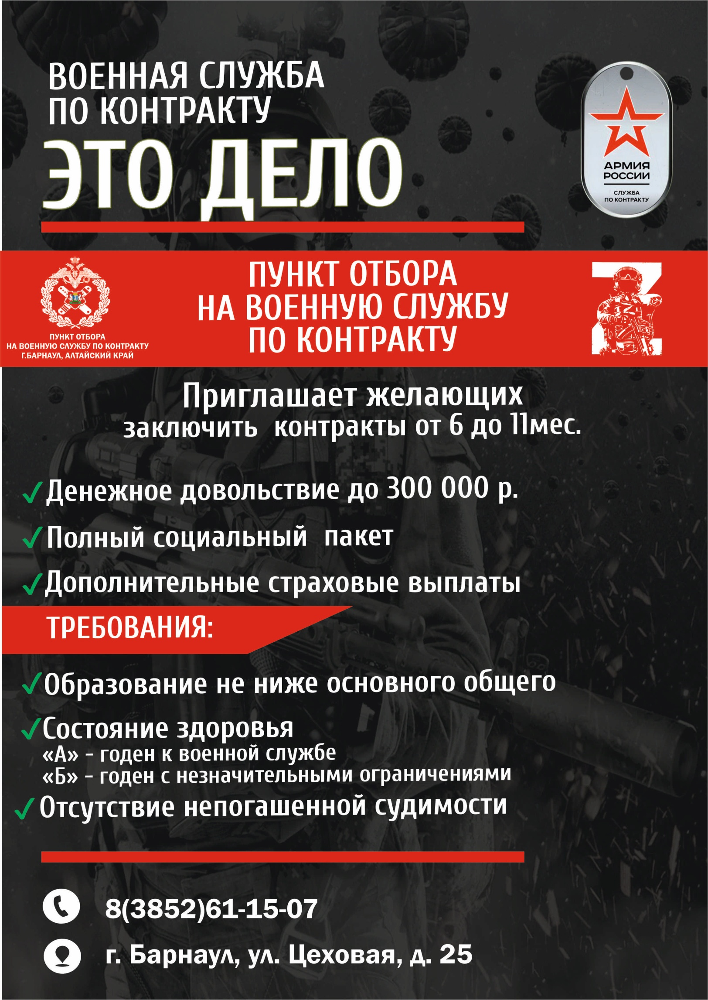 ВОЕННАЯ СЛУЖБА
ПО КОНТРАКТУ
ЭТО ДЕЛО
АРМИЯ
РОССИИ
СЛУЖБА
ПО КОНТРАКТУ
ПУНКТ ОТБОРА
НА ВОЕННУЮ СЛУЖБУ
ПО КОНТРАКТУ
ПУНКТ ОТБОРА
НА ВОЕННУЮ СЛУЖБУ ПО КОНТРАКТУ
Г.БАРНАУЛ, АЛТАЙСКИЙ КРАЙ
Z
Приглашает желающих
заключить контракты от 6 до 11мес.
Денежное довольствие до 300 000 р.
Полный социальный пакет
Дополнительные страховые выплаты
ТРЕБОВАНИЯ:
Образование не ниже основного общего
Состояние здоровья
«А» - годен к военной службе
«Б» - годен с незначительными ограничениями
Отсутствие непогашенной судимости
8(3852)61-15-07
г. Барнаул, ул. Цеховая, д. 25